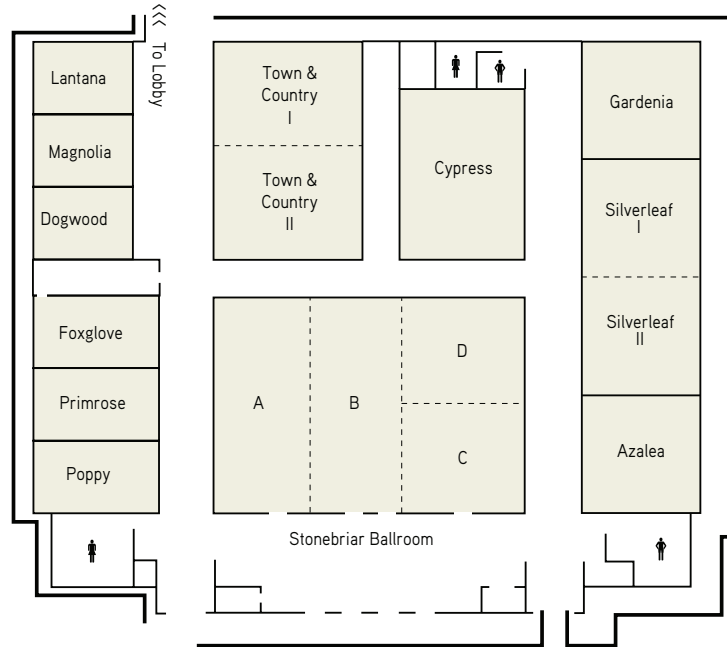 To Lobby
Lantana
Magnolia
Dogwood
Foxglove
Primrose
Poppy
Town &
Country
I
Town &
Country
II
Cypress
Gardenia
Silverleaf
I
Silverleaf
II
Azalea
A
B
D
C
Stonebriar Ballroom